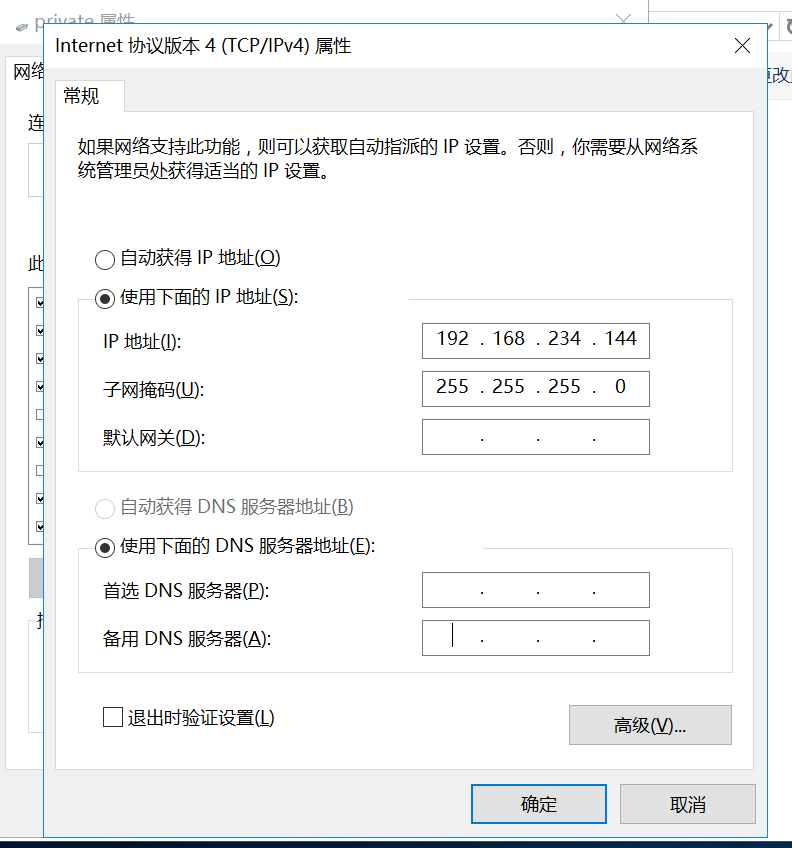 private 属性
Internet 协议版本 4 (TCP/IPv4) 属性
网络
常规
更改
连
如果网络支持此功能，则可以获取自动指派的 IP 设置。否则，你需要从网络系
统管理员处获得适当的 IP 设置。
此
自动获得 IP 地址(O)
使用下面的 IP 地址(S):
IP 地址(I):
192 . 168 . 234 . 144
子网掩码(U):
255 . 255 . 255 . 0
默认网关(D):
. . .
自动获得 DNS 服务器地址(B)
使用下面的 DNS 服务器地址(E):
首选 DNS 服务器(P):
. . .
备用 DNS 服务器(A):
. . .
退出时验证设置(L)
高级(V)...
确定
取消